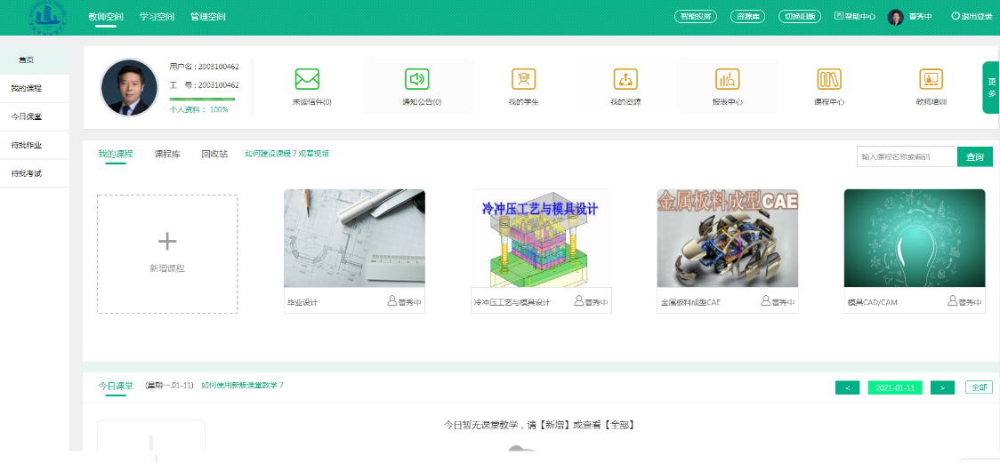 教师空间 学习空间 管理空间 智能投屏 资源库 切换旧版 帮助中心 曹秀中 退出登录
首页
我的课程
今日课堂
待批作业
待批考试
用户名：2003100462
工 号：2003100462
个人资料： 100%
未读信件(0) 通知公告(0) 我的学生 我的资源 报表中心 课程中心 教师培训
更多
我的课程 课程库 回收站 如何建设课程？观看视频 输入课程名称或编码 查询
新增课程
冷冲压工艺与模具设计
金属板料成型CAE
毕业设计 曹秀中
冷冲压工艺与模具设计 曹秀中
金属板料成型CAE 曹秀中
模具CAD/CAM 曹秀中
今日课堂 (星期一.01-11) 如何使用新版课堂教学？ < 2021-01-11 > 全部
今日暂无课堂教学，请【新增】或查看【全部】